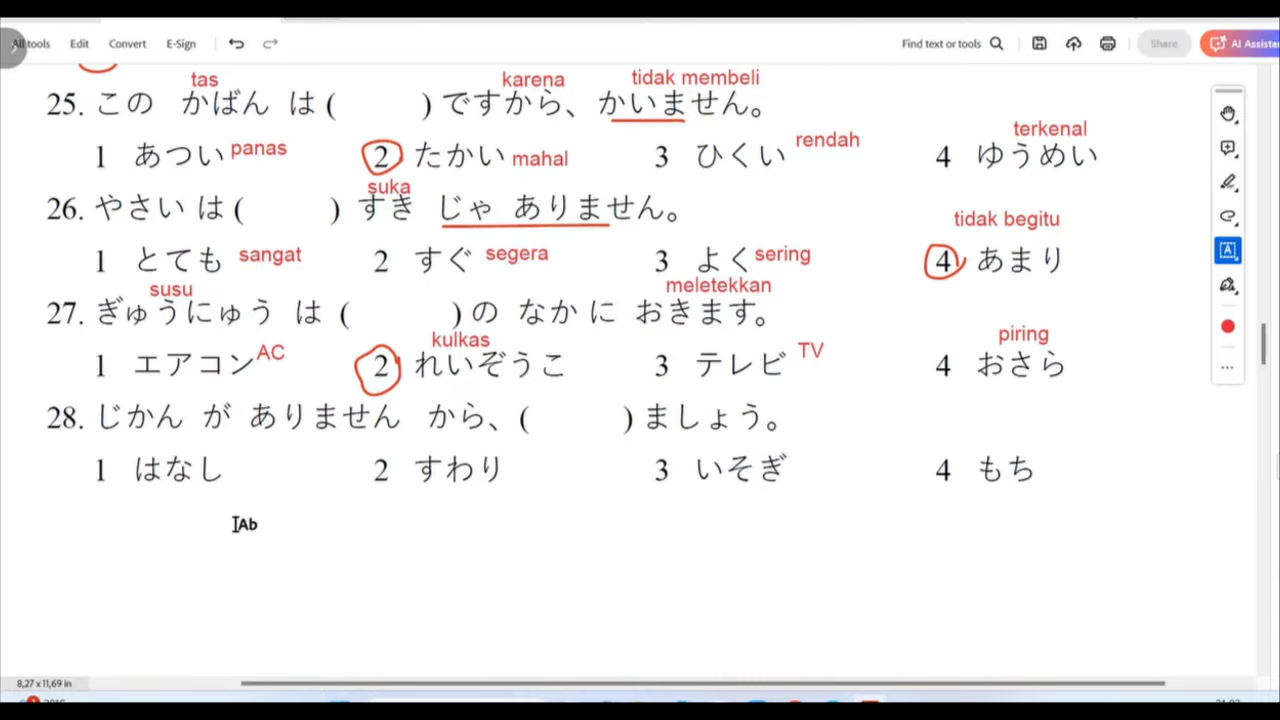 All tools Edit Convert E-Sign Find text or tools Share AI Assista
tas karena tidak membeli
25. この かばん は ( ) ですから、かいません。
1 あつい panas 2 たかい mahal 3 ひくい rendah 4 ゆうめい terkenal
suka
26. やさい は ( ) すき じゃ ありません。
1 とても sangat 2 すぐ segera 3 よく sering 4 あまり tidak begitu
susu meletekkan
27. ぎゅうにゅう は ( ) の なか に おきます。
1 エアコン AC 2 れいぞうこ kulkas 3 テレビ TV 4 おさら piring
28. じかん が ありません から、( ) ましょう。
1 はなし 2 すわり 3 いそぎ 4 もち
Ab
8,27 x 11,69 in